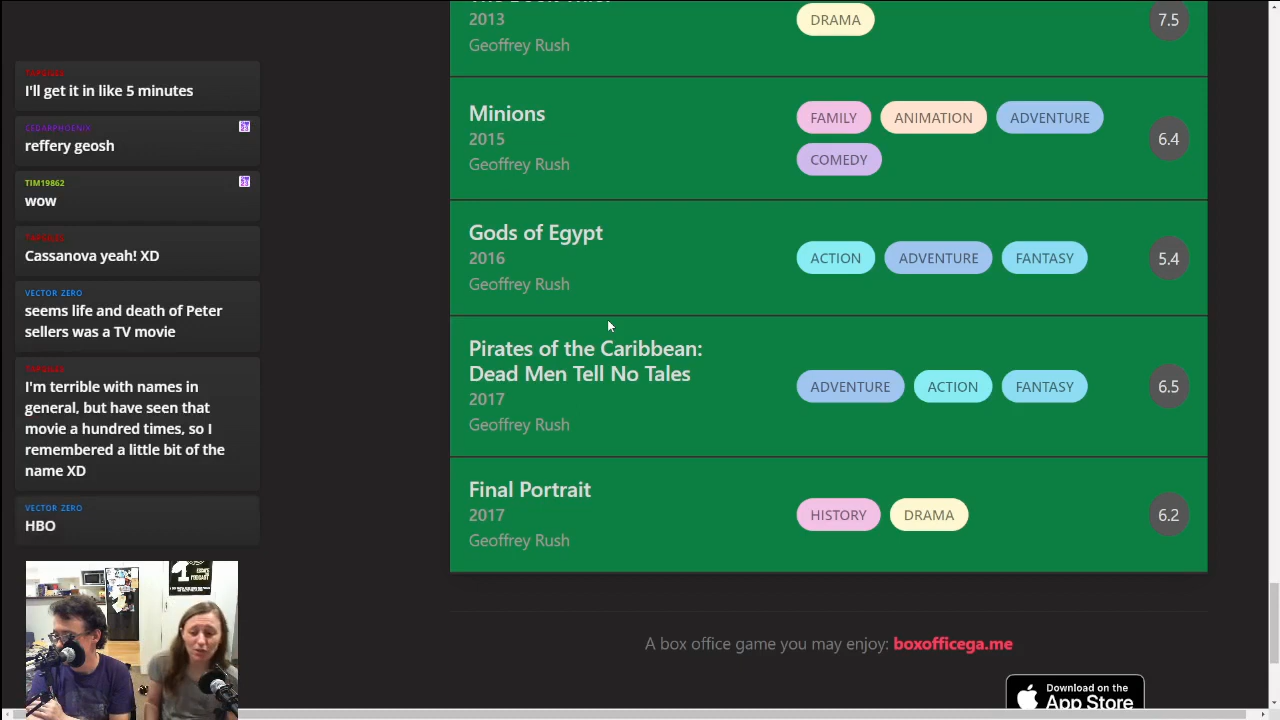 TAPSILES
I'll get it in like 5 minutes
CEDARPHOENIX
reffery geosh
TIM19862
wow
Cassanova yeah! XD
VECTOR ZERO
seems life and death of Peter
sellers was a TV movie
I'm terrible with names in
general, but have seen that
movie a hundred times, so I
remembered a little bit of the
name XD
VECTOR ZERO
HBO
2013
Geoffrey Rush
DRAMA
7.5
Minions
2015
Geoffrey Rush
FAMILY ANIMATION ADVENTURE
COMEDY
6.4
Gods of Egypt
2016
Geoffrey Rush
ACTION ADVENTURE FANTASY
5.4
Pirates of the Caribbean:
Dead Men Tell No Tales
2017
Geoffrey Rush
ADVENTURE ACTION FANTASY
6.5
Final Portrait
2017
Geoffrey Rush
HISTORY DRAMA
6.2
A box office game you may enjoy: boxofficega.me
Download on the
App Store